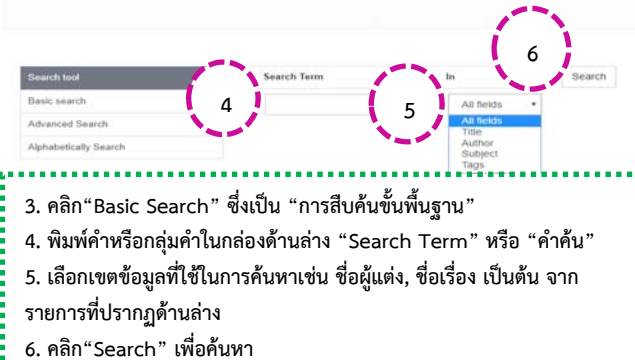 6
Search tool
Search Term
In
Search
Basic search
4
5
All fields
Advanced Search
All fields
Title
Alphabetically Search
Author
Subject
Tags
3. คลิก“Basic Search” ซึ่งเป็น “การสืบค้นขั้นพื้นฐาน”
4. พิมพ์คำหรือกลุ่มคำในกล่องด้านล่าง “Search Term” หรือ “คำค้น”
5. เลือกเขตข้อมูลที่ใช้ในการค้นหาเช่น ชื่อผู้แต่ง, ชื่อเรื่อง เป็นต้น จาก
รายการที่ปรากฏด้านล่าง
6. คลิก“Search” เพื่อค้นหา